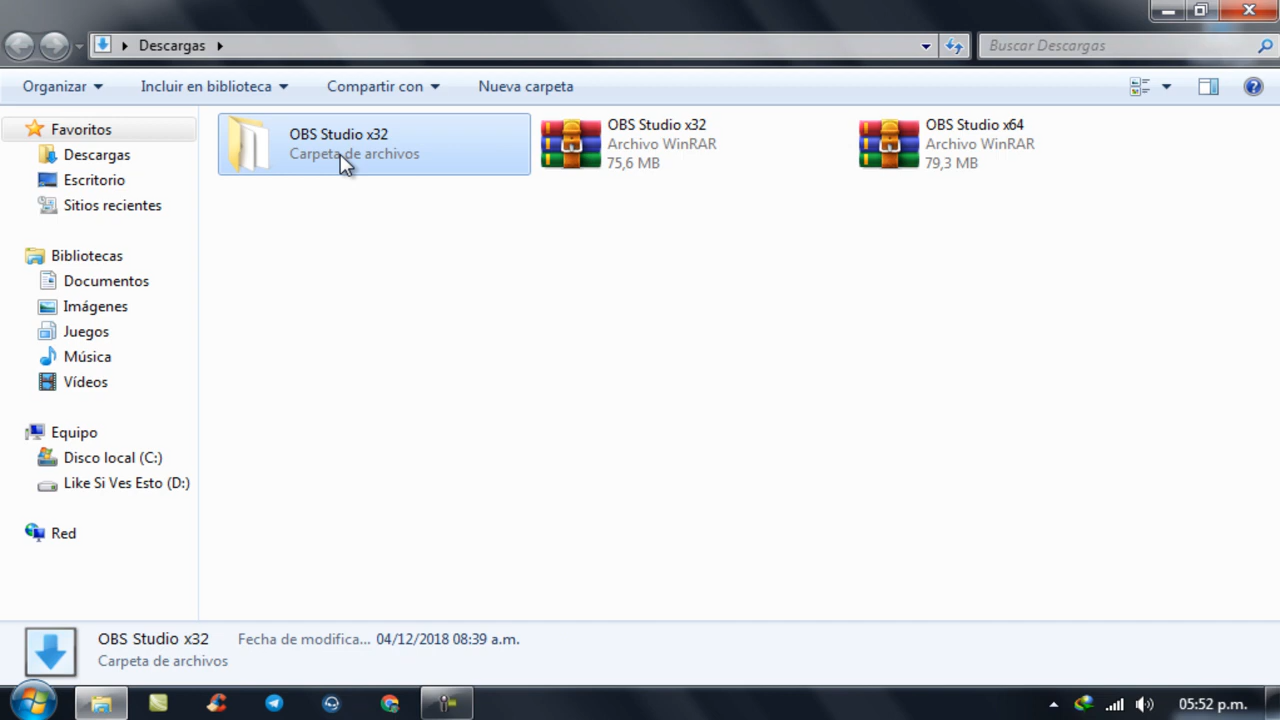 Descargas
Buscar Descargas
Organizar
Incluir en biblioteca
Compartir con
Nueva carpeta
Favoritos
Descargas
Escritorio
Sitios recientes
Bibliotecas
Documentos
Imágenes
Juegos
Música
Vídeos
Equipo
Disco local (C:)
Like Si Ves Esto (D:)
Red
OBS Studio x32
Carpeta de archivos
OBS Studio x32
Archivo WinRAR
75,6 MB
OBS Studio x64
Archivo WinRAR
79,3 MB
OBS Studio x32 Fecha de modifica... 04/12/2018 08:39 a.m.
Carpeta de archivos
05:52 p.m.